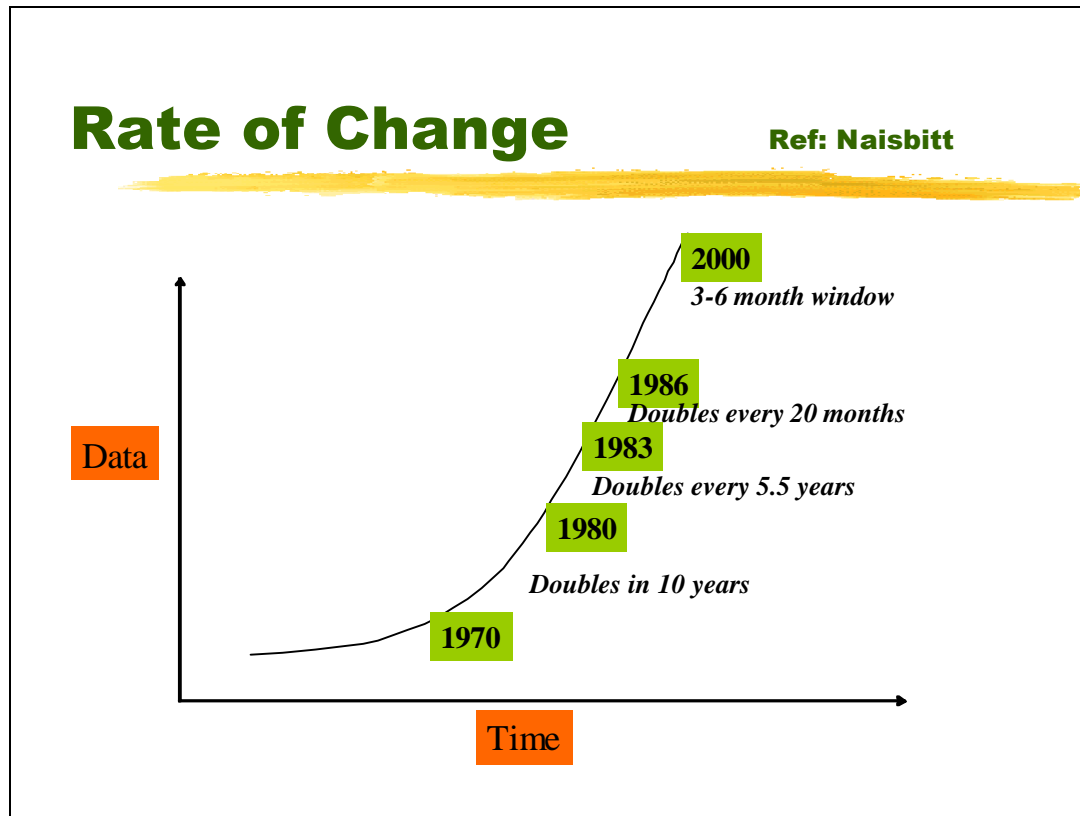 Rate of Change
Ref: Naisbitt
2000
3-6 month window
1986
Doubles every 20 months
Data
1983
Doubles every 5.5 years
1980
Doubles in 10 years
1970
Time